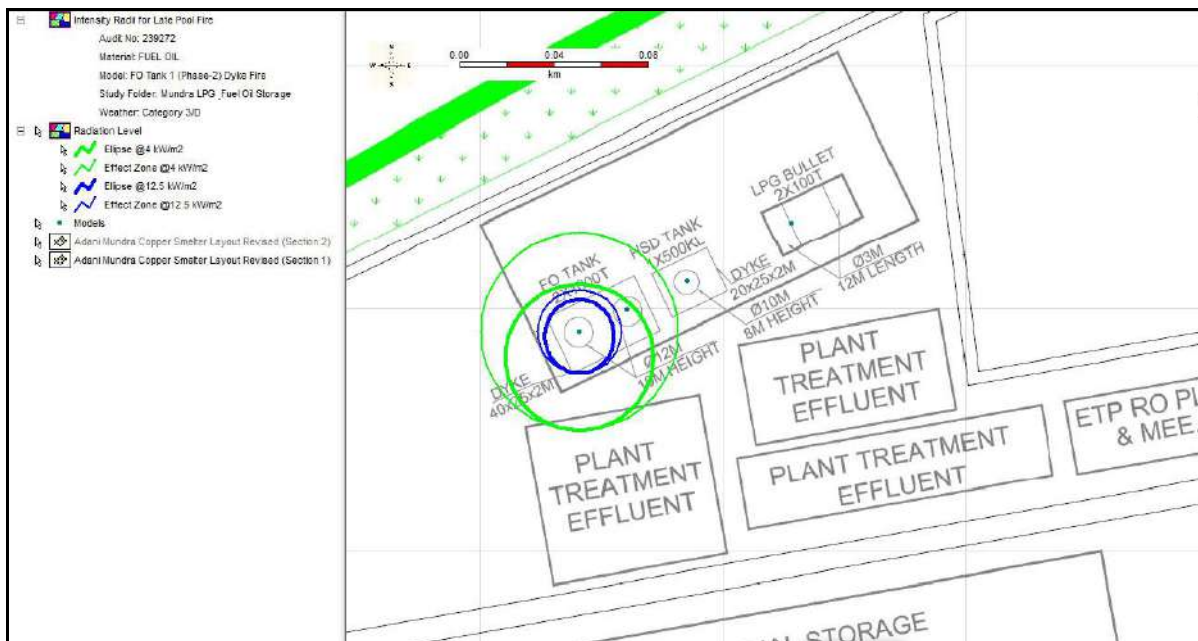 Intensity Radii for Late Pool Fire
Audit No: 239272
Material: FUEL OIL
Model: FO Tank 1 (Phase-2) Dyke Fire
Study Folder: Mundra LPG _Fuel Oil Storage
Weather: Category 3/D
Radiation Level
Ellipse @4 kW/m2
Effect Zone @4 kW/m2
Ellipse @12.5 kW/m2
Effect Zone @12.5 kW/m2
Models
Adani Mundra Copper Smelter Layout Revised (Section 2)
Adani Mundra Copper Smelter Layout Revised (Section 1)
N
W
E
S
0.00 0.04 0.08
km
LPG BULLET
2X100T
Ø3M
12M LENGTH
HSD TANK
1X500KL
DYKE
20x25x2M
Ø10M
8M HEIGHT
FO TANK
Ø12M
DYKE
40x25x2M
PLANT
TREATMENT
EFFLUENT
PLANT
TREATMENT
EFFLUENT
PLANT TREATMENT
EFFLUENT
ETP RO PL
& MEE.
STORAGE